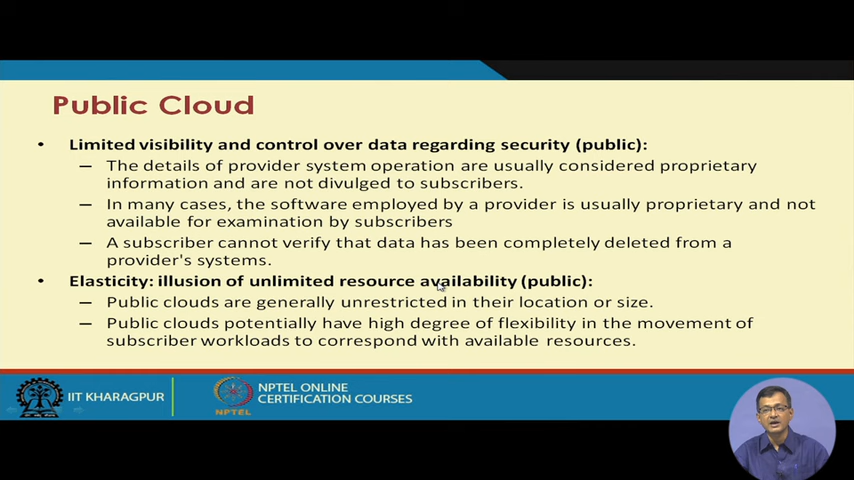 Public Cloud
• Limited visibility and control over data regarding security (public):
– The details of provider system operation are usually considered proprietary
information and are not divulged to subscribers.
– In many cases, the software employed by a provider is usually proprietary and not
available for examination by subscribers
– A subscriber cannot verify that data has been completely deleted from a
provider's systems.
• Elasticity: illusion of unlimited resource availability (public):
– Public clouds are generally unrestricted in their location or size.
– Public clouds potentially have high degree of flexibility in the movement of
subscriber workloads to correspond with available resources.
IIT KHARAGPUR
NPTEL
NPTEL ONLINE
CERTIFICATION COURSES